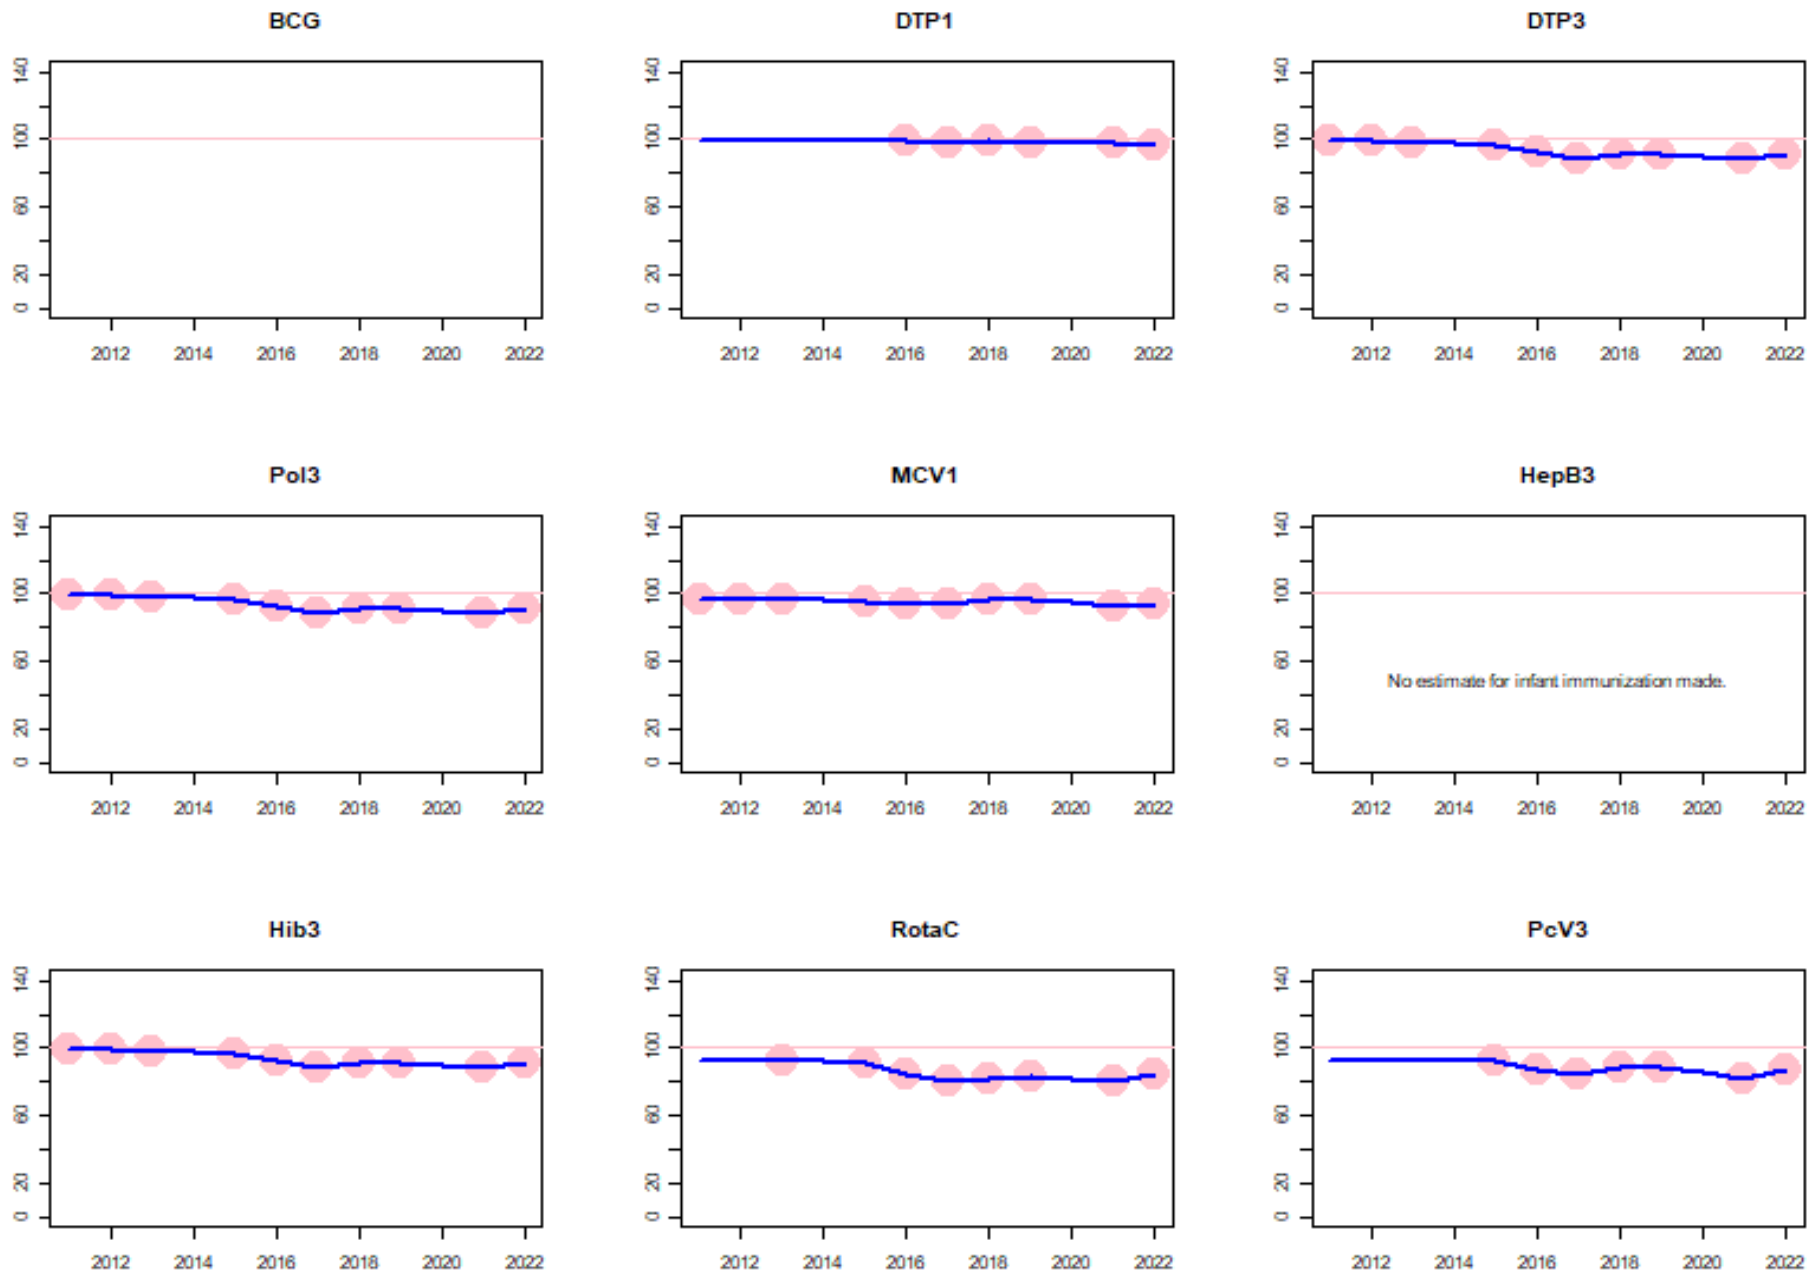 BCG DTP1 DTP3
140 140 140
100 100 100
60 60 60
20 20 20
0 0 0
2012 2014 2016 2018 2020 2022 2012 2014 2016 2018 2020 2022 2012 2014 2016 2018 2020 2022
Pol3 MCV1 HepB3
140 140 140
100 100 100
60 60 60
No estimate for infant immunization made.
20 20 20
0 0 0
2012 2014 2016 2018 2020 2022 2012 2014 2016 2018 2020 2022 2012 2014 2016 2018 2020 2022
Hib3 RotaC PcV3
140 140 140
100 100 100
60 60 60
20 20 20
0 0 0
2012 2014 2016 2018 2020 2022 2012 2014 2016 2018 2020 2022 2012 2014 2016 2018 2020 2022